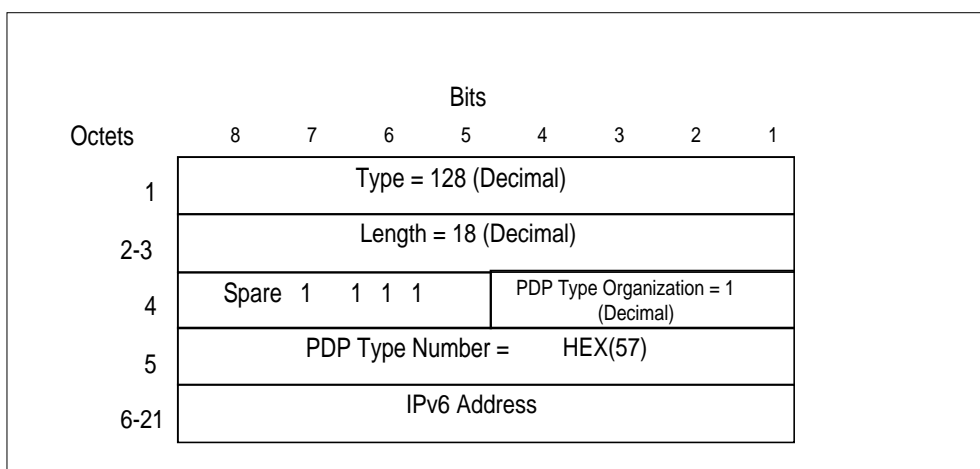 Bits
Octets 8 7 6 5 4 3 2 1
1 Type = 128 (Decimal)
2-3 Length = 18 (Decimal)
4 Spare 1 1 1 1 PDP Type Organization = 1
(Decimal)
5 PDP Type Number = HEX(57)
6-21 IPv6 Address